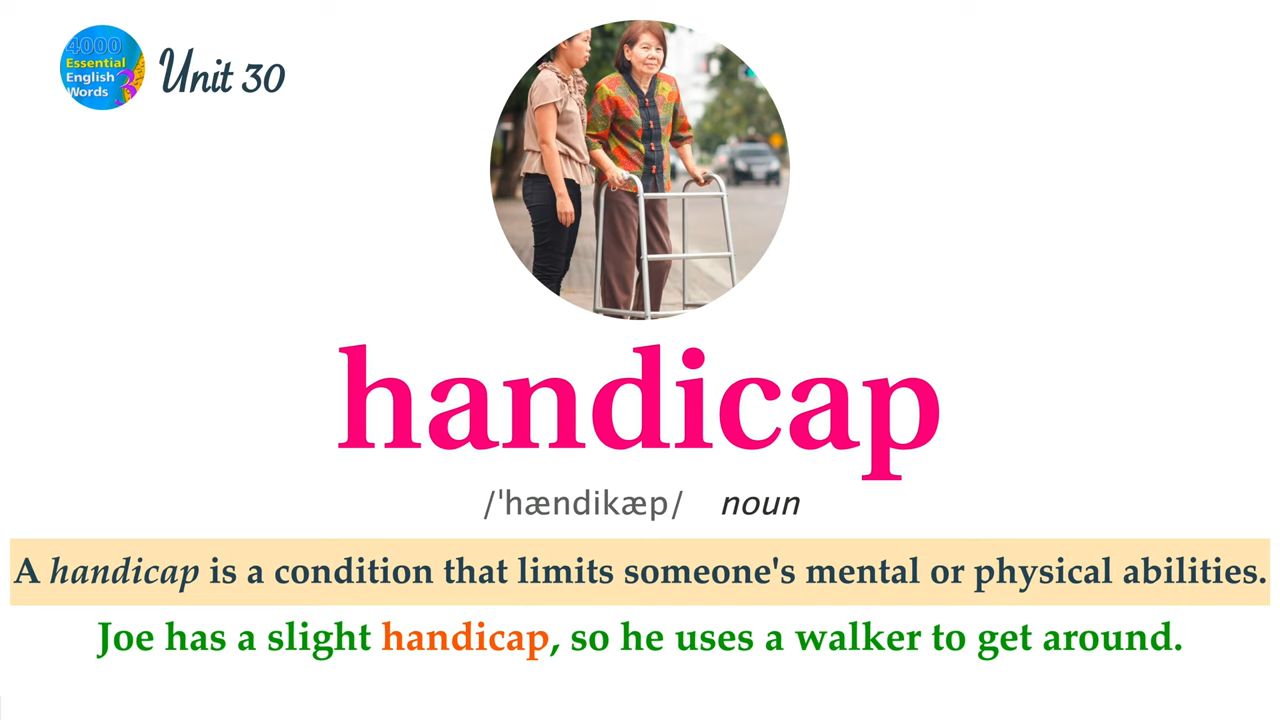 4000
Essential
English
Words 3
Unit 30
handicap
/ˈhændikæp/ noun
A handicap is a condition that limits someone's mental or physical abilities.
Joe has a slight handicap, so he uses a walker to get around.